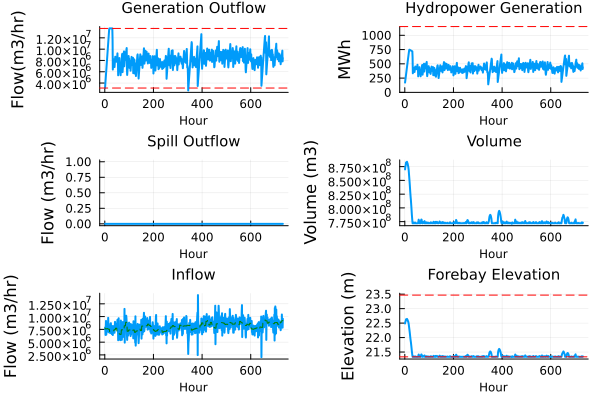 Generation Outflow
Flow(m3/hr)
1.20×10⁷
1.00×10⁷
8.00×10⁶
6.00×10⁶
4.00×10⁶
0 200 400 600
Hour
Hydropower Generation
MWh
1000
750
500
250
0
0 200 400 600
Hour
Spill Outflow
Flow (m3/hr)
1.00
0.75
0.50
0.25
0.00
0 200 400 600
Hour
Volume
Volume (m3)
8.750×10⁸
8.500×10⁸
8.250×10⁸
8.000×10⁸
7.750×10⁸
0 200 400 600
Hour
Inflow
Flow (m3/hr)
1.250×10⁷
1.000×10⁷
7.500×10⁶
5.000×10⁶
2.500×10⁶
0 200 400 600
Hour
Forebay Elevation
Elevation (m)
23.5
23.0
22.5
22.0
21.5
0 200 400 600
Hour